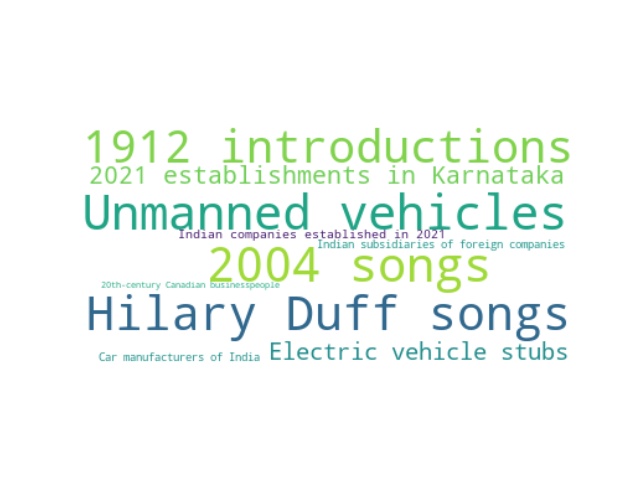 1912 introductions
2021 establishments in Karnataka
Unmanned vehicles
Indian companies established in 2021
Indian subsidiaries of foreign companies
2004 songs
20th-century Canadian businesspeople
Hilary Duff songs
Electric vehicle stubs
Car manufacturers of India